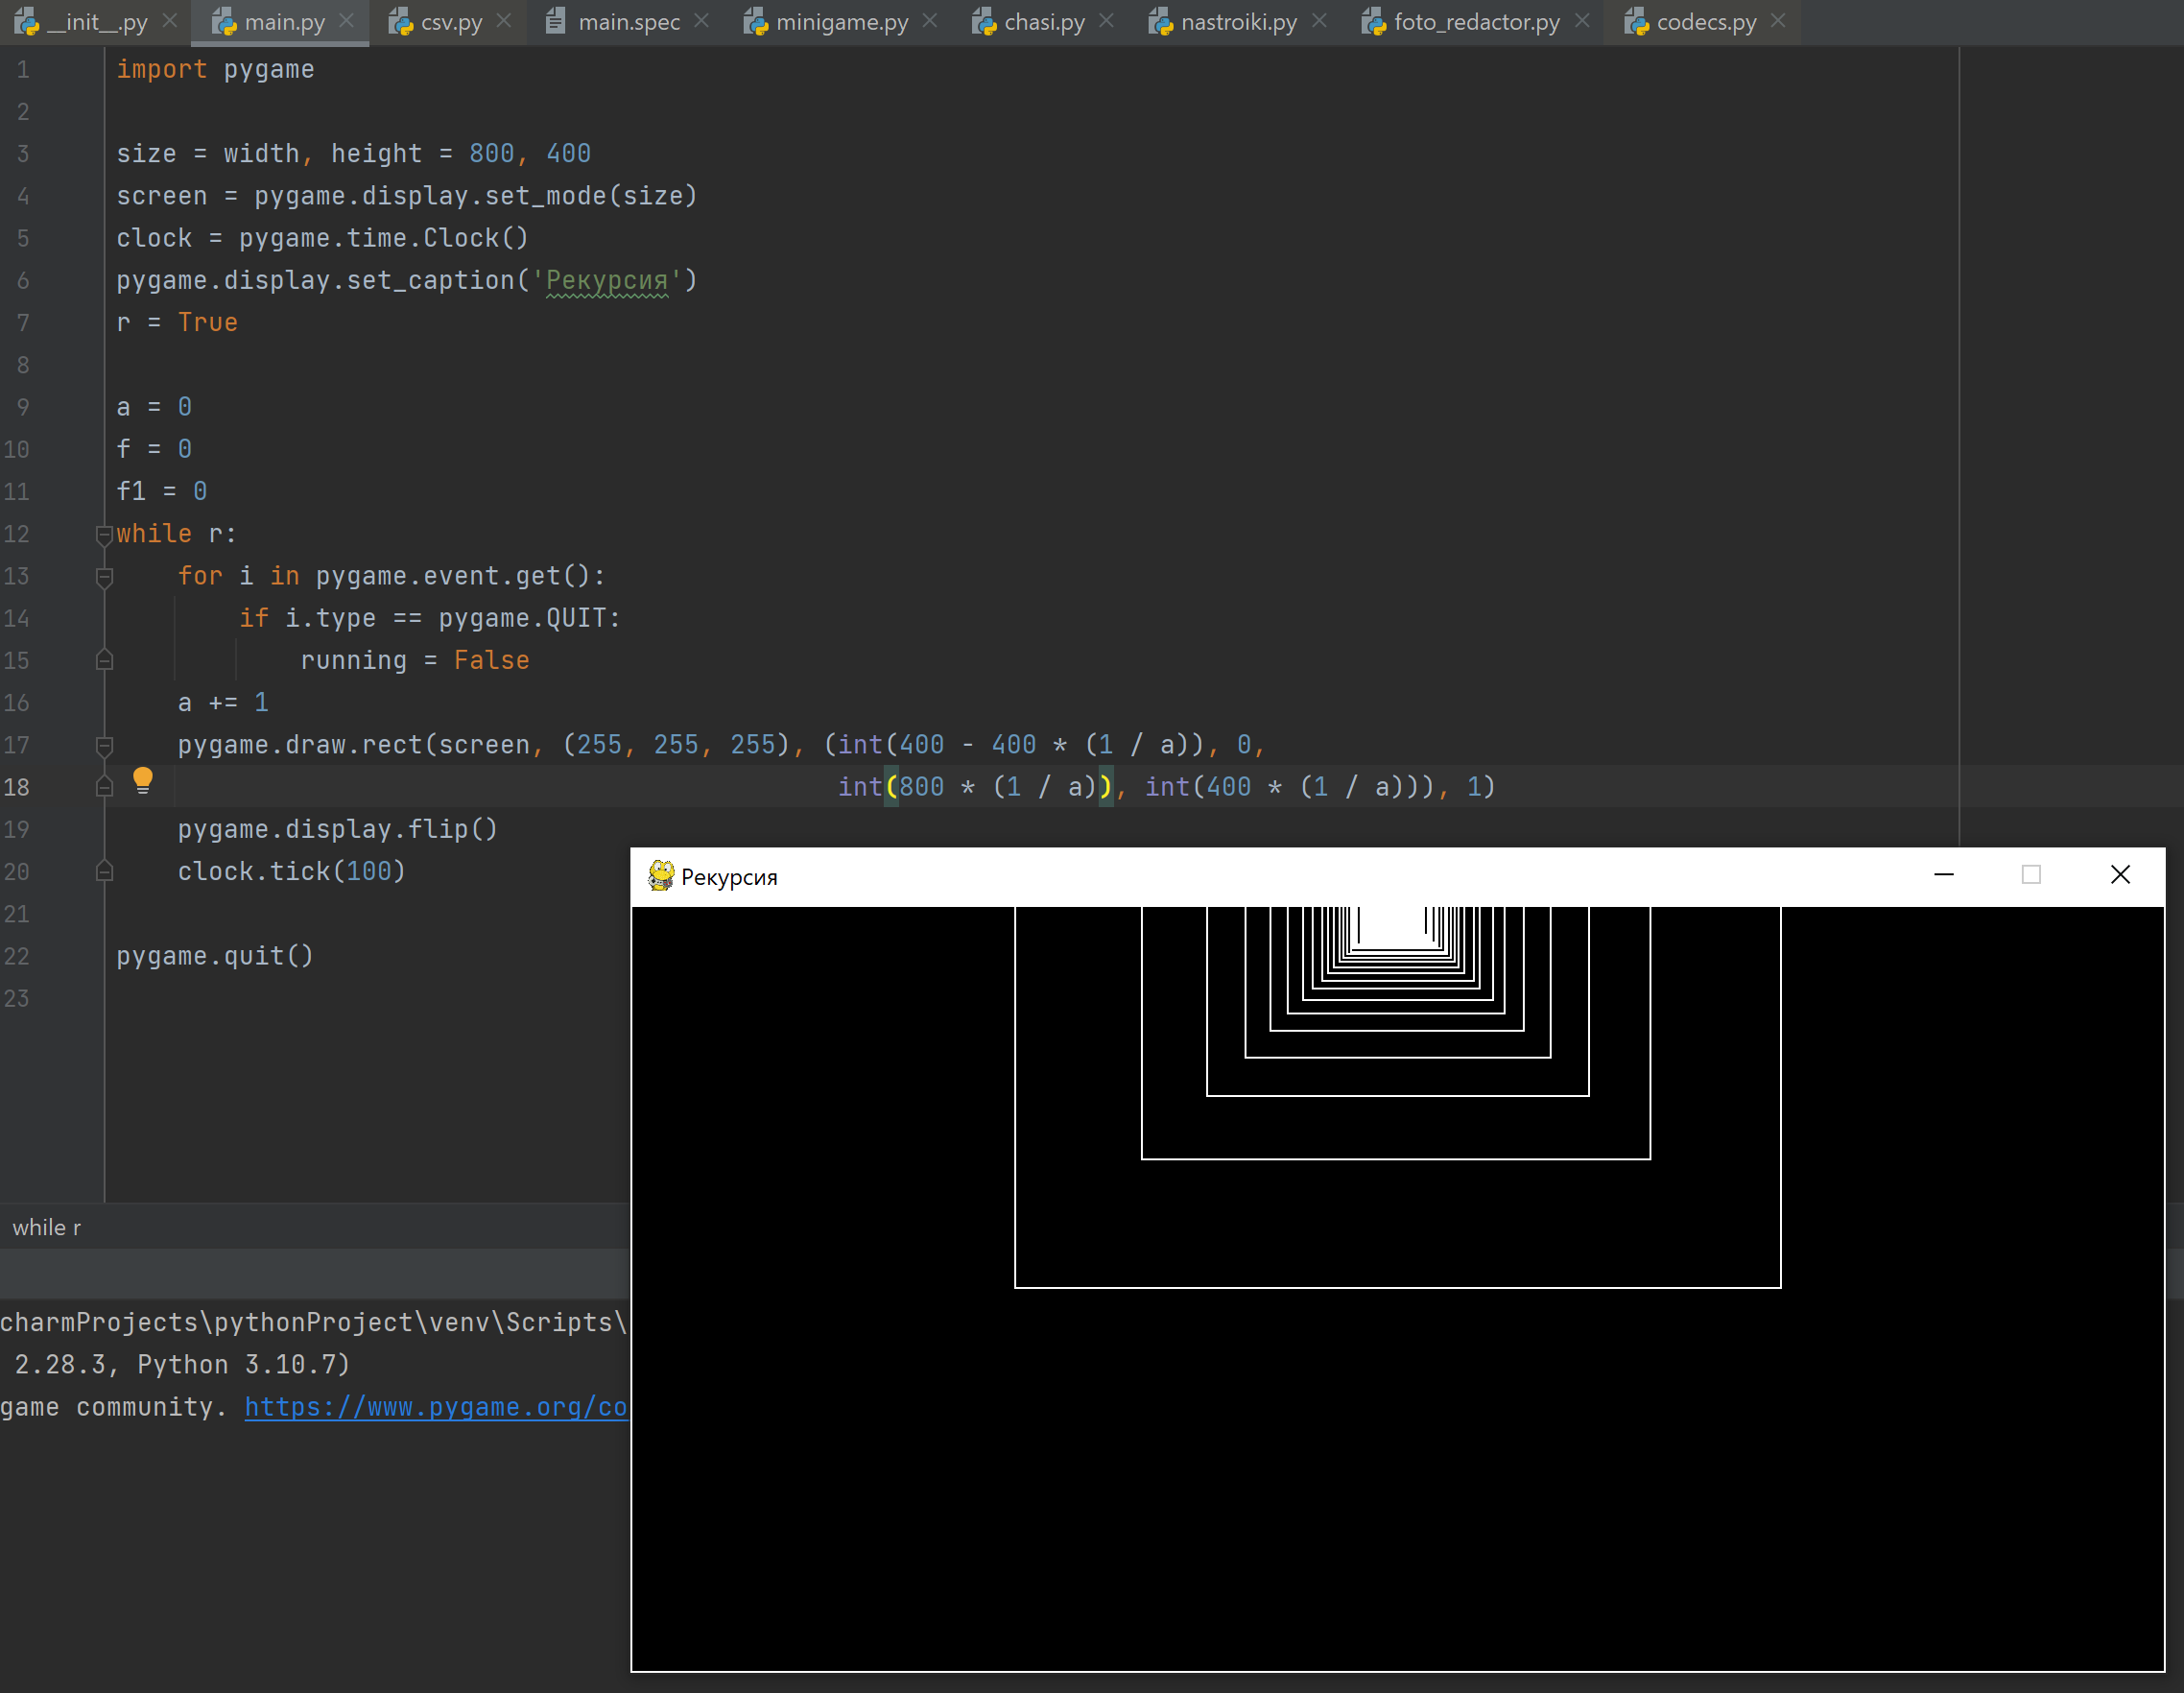 __init__.py main.py csv.py main.spec minigame.py chasi.py nastroiki.py foto_redactor.py codecs.py
1 import pygame
2
3 size = width, height = 800, 400
4 screen = pygame.display.set_mode(size)
5 clock = pygame.time.Clock()
6 pygame.display.set_caption('Рекурсия')
7 r = True
8
9 a = 0
10 f = 0
11 f1 = 0
12 while r:
13     for i in pygame.event.get():
14         if i.type == pygame.QUIT:
15             running = False
16     a += 1
17     pygame.draw.rect(screen, (255, 255, 255), (int(400 - 400 * (1 / a)), 0,
18                                                int(800 * (1 / a)), int(400 * (1 / a))), 1)
19     pygame.display.flip()
20     clock.tick(100)
21
22 pygame.quit()
23
Рекурсия
while r
charmProjects\pythonProject\venv\Scripts\
2.28.3, Python 3.10.7)
game community. https://www.pygame.org/co